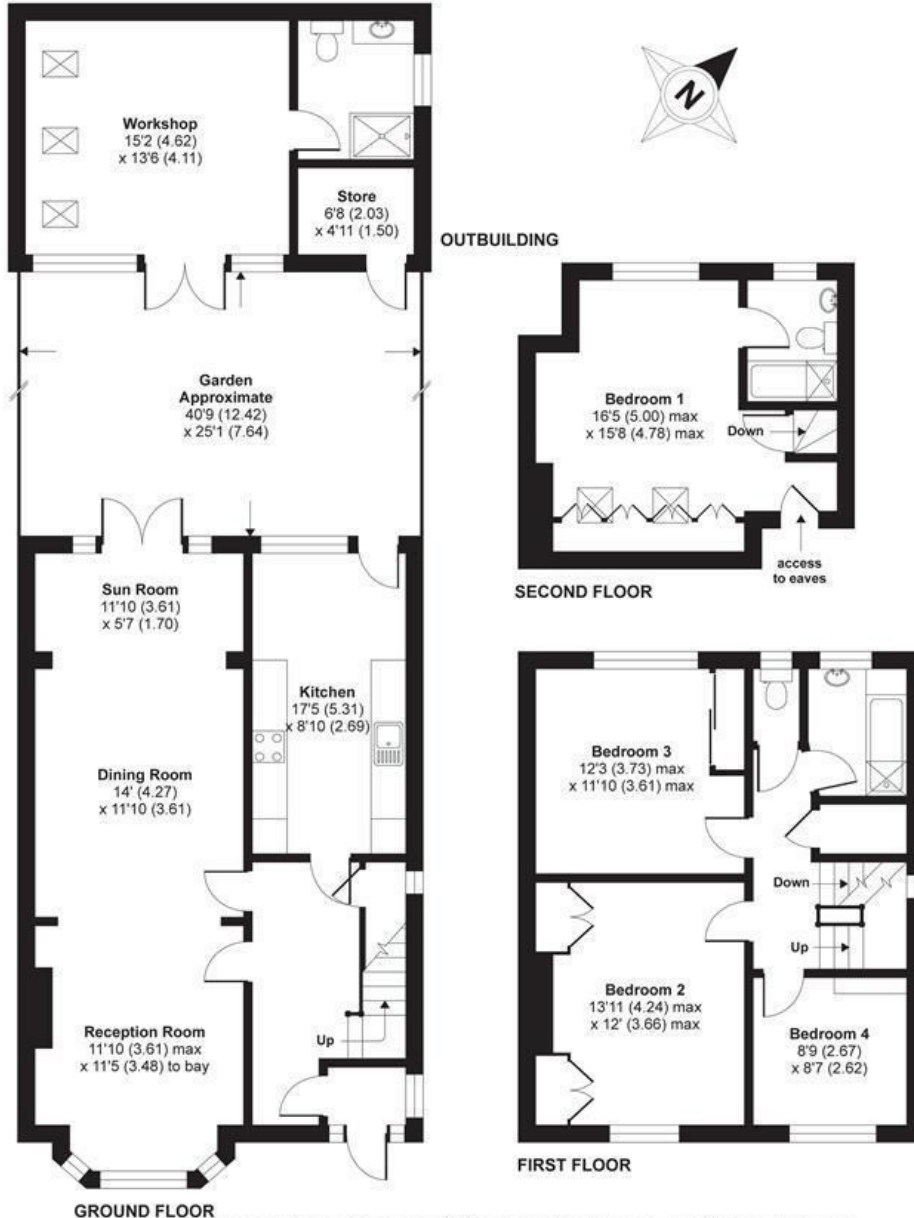 Workshop
15'2 (4.62)
x 13'6 (4.11)
Store
6'8 (2.03)
x 4'11 (1.50)
OUTBUILDING
N
Garden
Approximate
40'9 (12.42)
x 25'1 (7.64)
Bedroom 1
16'5 (5.00) max
x 15'8 (4.78) max
Down
access
to eaves
SECOND FLOOR
Sun Room
11'10 (3.61)
x 5'7 (1.70)
Kitchen
17'5 (5.31)
x 8'10 (2.69)
Dining Room
14' (4.27)
x 11'10 (3.61)
Reception Room
11'10 (3.61) max
x 11'5 (3.48) to bay
Up
GROUND FLOOR
Bedroom 3
12'3 (3.73) max
x 11'10 (3.61) max
Down
Up
Bedroom 2
13'11 (4.24) max
x 12' (3.66) max
Bedroom 4
8'9 (2.67)
x 8'7 (2.62)
FIRST FLOOR